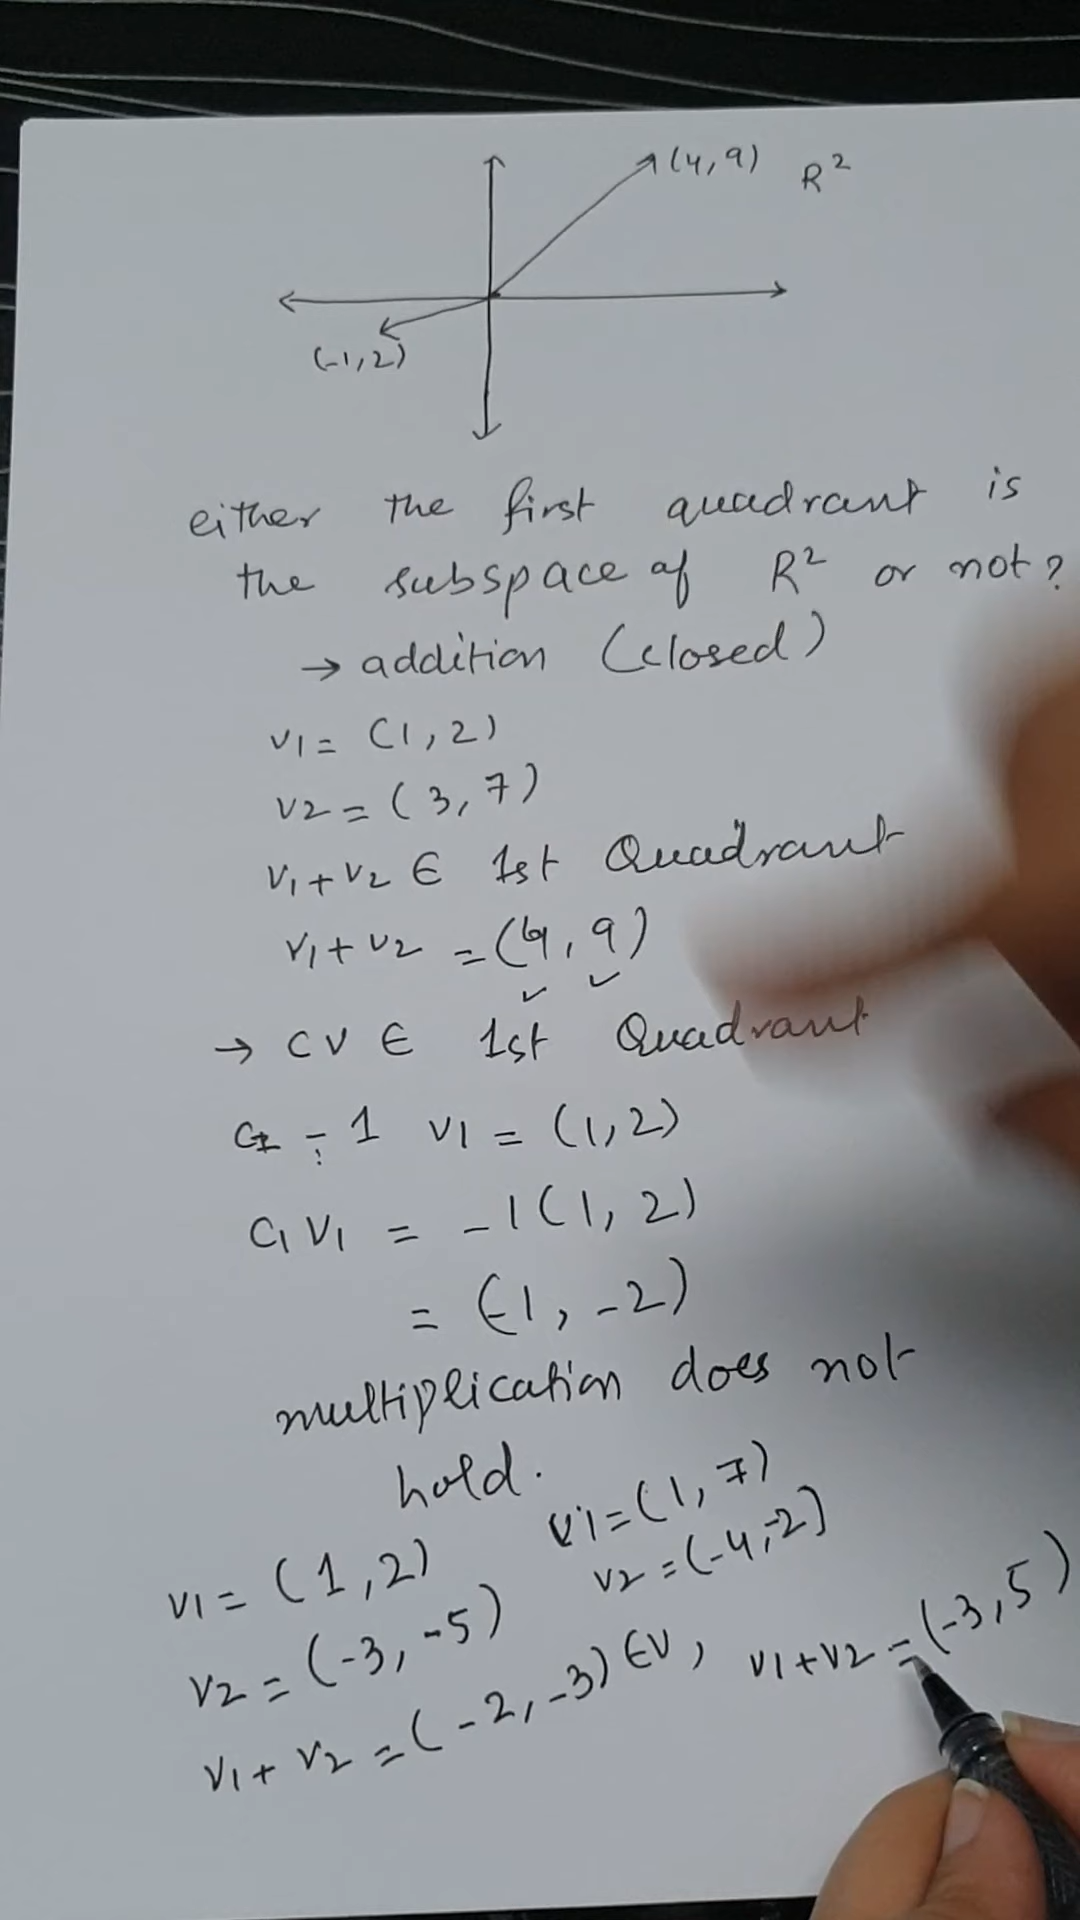 (4,9) R²
(-1,2)
either the first quadrant is
the subspace of R² or not?
→ addition (closed)
v1 = (1,2)
v2 = (3,7)
v1+v2 ∈ 1st Quadrant
v1+v2 = (4,9)
✓ ✓
→ cv ∈ 1st Quadrant
v1 = (1,2)
c1v1 = -1(1,2)
= (-1,-2)
multiplication does not
hold.
v1=(1,7)
v2=(-4,-2)
v1= (1,2)
v2=(-3,-5)
v1+v2=(-2,-3)∈V, v1+v2=(-3,5)